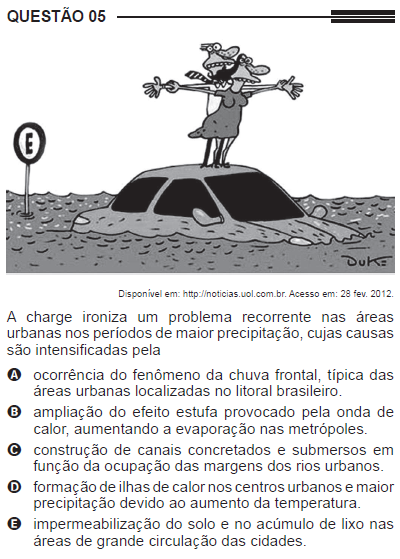 QUESTÃO 05
E
DUKE
Disponível em: http://noticias.uol.com.br. Acesso em: 28 fev. 2012.
A charge ironiza um problema recorrente nas áreas
urbanas nos períodos de maior precipitação, cujas causas
são intensificadas pela
A ocorrência do fenômeno da chuva frontal, típica das
áreas urbanas localizadas no litoral brasileiro.
B ampliação do efeito estufa provocado pela onda de
calor, aumentando a evaporação nas metrópoles.
C construção de canais concretados e submersos em
função da ocupação das margens dos rios urbanos.
D formação de ilhas de calor nos centros urbanos e maior
precipitação devido ao aumento da temperatura.
E impermeabilização do solo e no acúmulo de lixo nas
áreas de grande circulação das cidades.